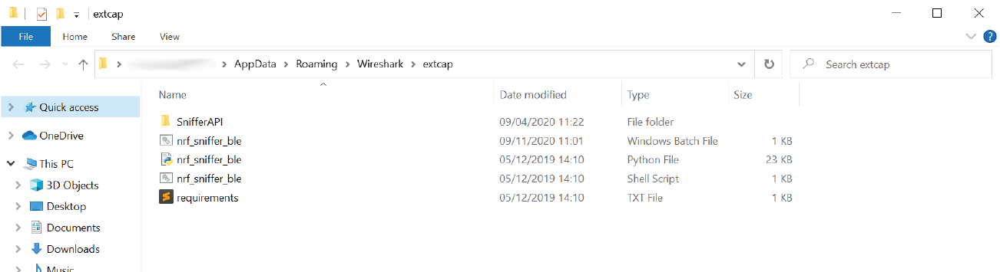 extcap
File Home Share View
AppData Roaming Wireshark extcap Search extcap
Name Date modified Type Size
Quick access
OneDrive
This PC
3D Objects
Desktop
Documents
Downloads
Music
SnifferAPI 09/04/2020 11:22 File folder
nrf_sniffer_ble 09/11/2020 11:01 Windows Batch File 1 KB
nrf_sniffer_ble 05/12/2019 14:10 Python File 23 KB
nrf_sniffer_ble 05/12/2019 14:10 Shell Script 1 KB
requirements 05/12/2019 14:10 TXT File 1 KB